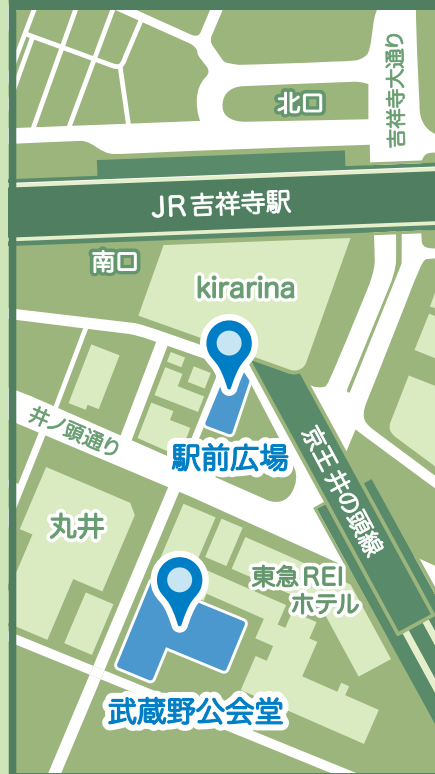 北口
吉祥寺大通り
JR吉祥寺駅
南口
kirarina
駅前広場
井ノ頭通り
京王 井の頭線
丸井
東急REI
ホテル
武蔵野公会堂